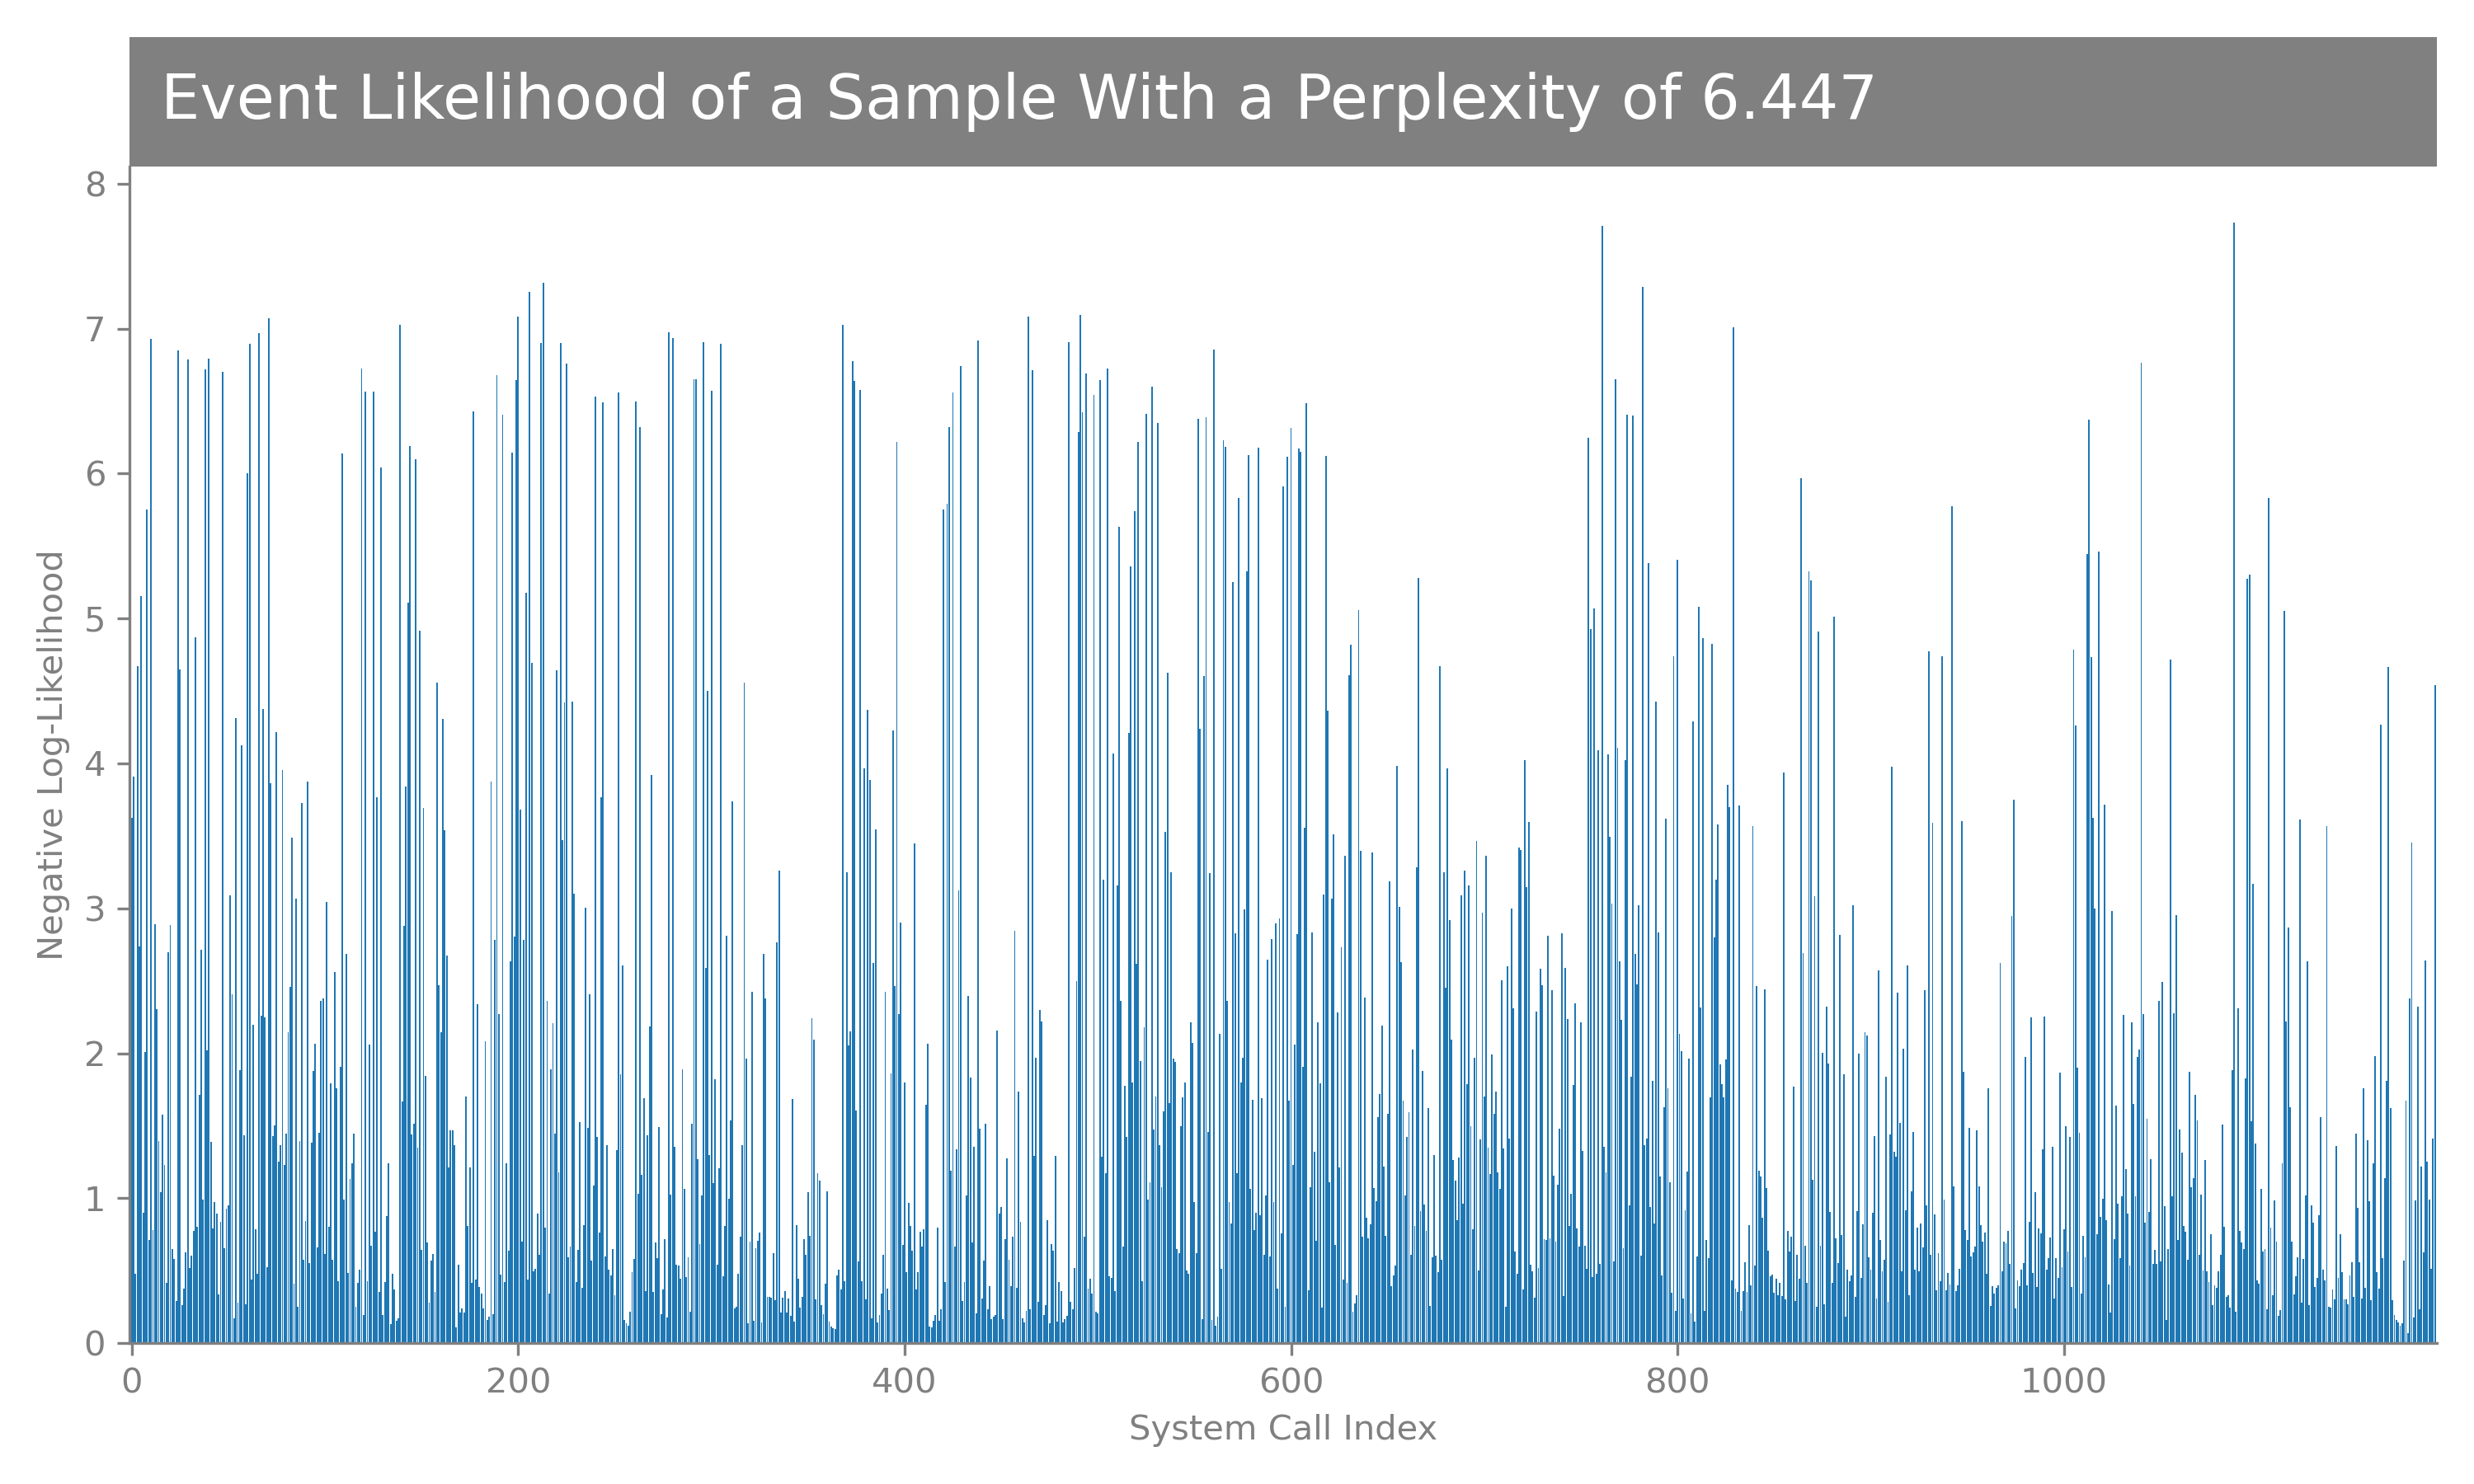 Event Likelihood of a Sample With a Perplexity of 6.447
8
7
6
5
4
3
2
1
0
Negative Log-Likelihood
0 200 400 600 800 1000
System Call Index